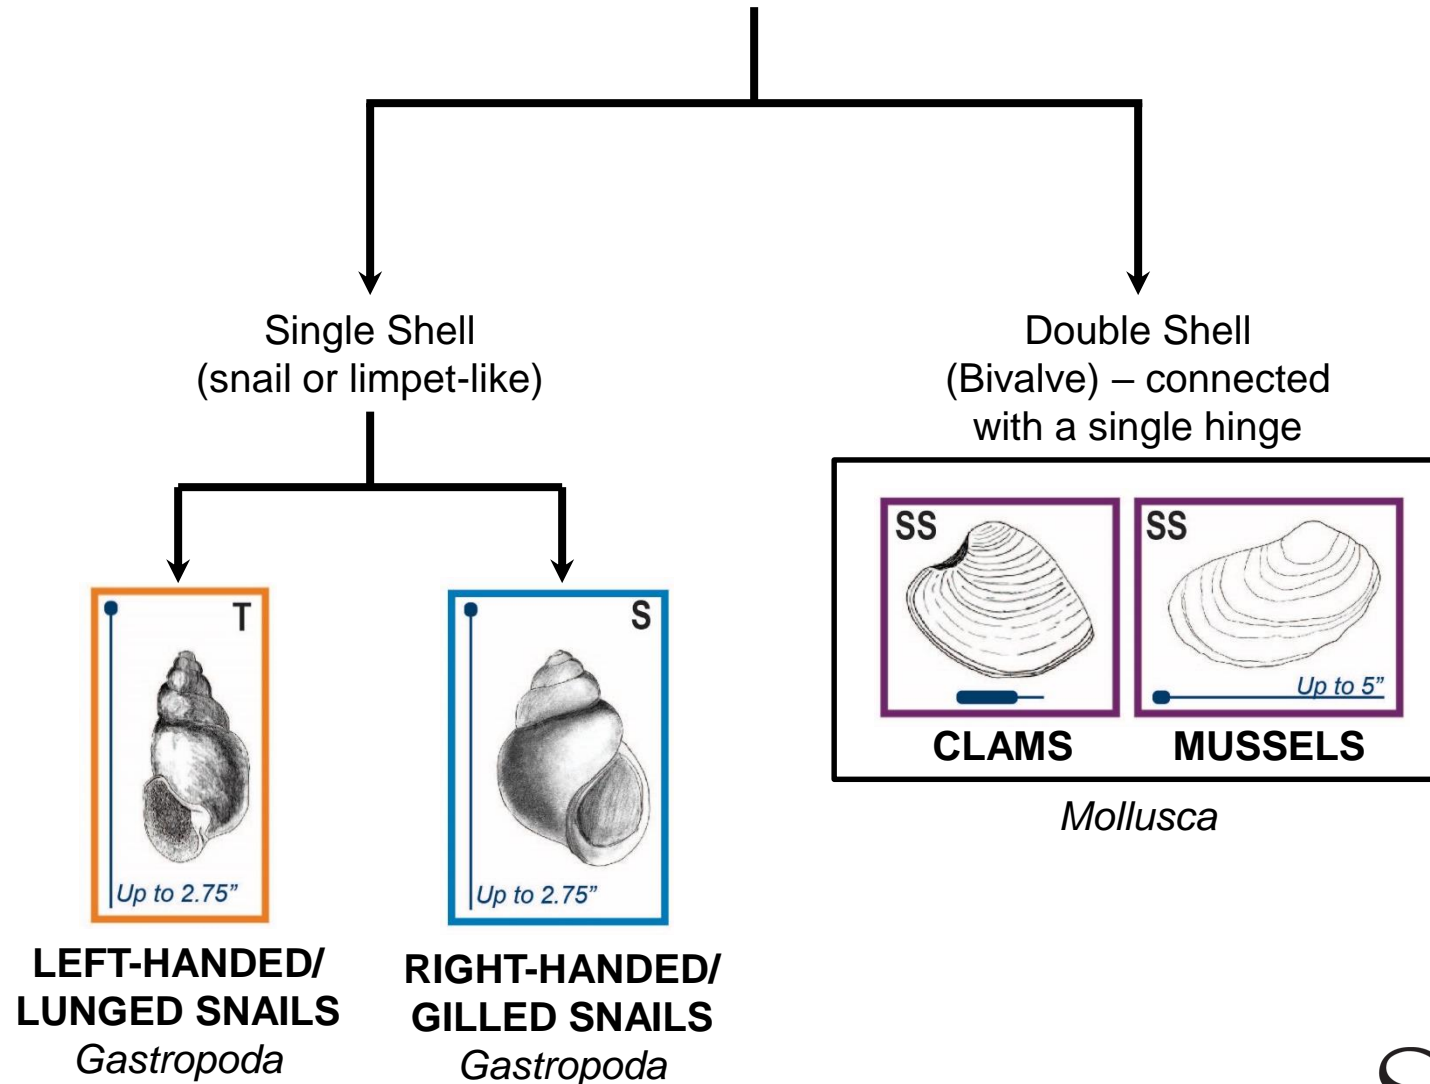 Single Shell
(snail or limpet-like)
Double Shell
(Bivalve) – connected
with a single hinge
T
Up to 2.75”
LEFT-HANDED/
LUNGED SNAILS
Gastropoda
S
Up to 2.75”
RIGHT-HANDED/
GILLED SNAILS
Gastropoda
SS
CLAMS
SS
Up to 5”
MUSSELS
Mollusca